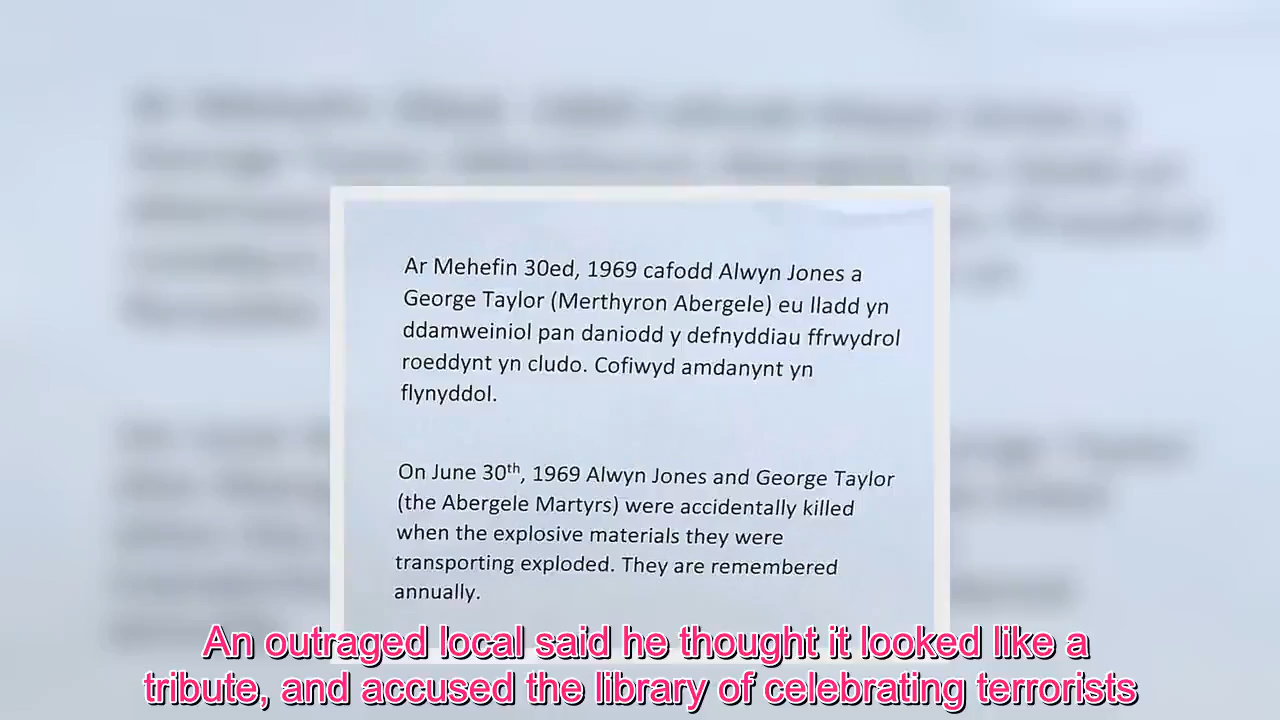 Ar Mehefin 30ed, 1969 cafodd Alwyn Jones a
George Taylor (Merthyron Abergele) eu lladd yn
ddamweiniol pan daniodd y defnyddiau ffrwydrol
roeddynt yn cludo. Cofiwyd amdanynt yn
flynyddol.
On June 30th, 1969 Alwyn Jones and George Taylor
(the Abergele Martyrs) were accidentally killed
when the explosive materials they were
transporting exploded. They are remembered
annually.
An outraged local said he thought it looked like a
tribute, and accused the library of celebrating terrorists